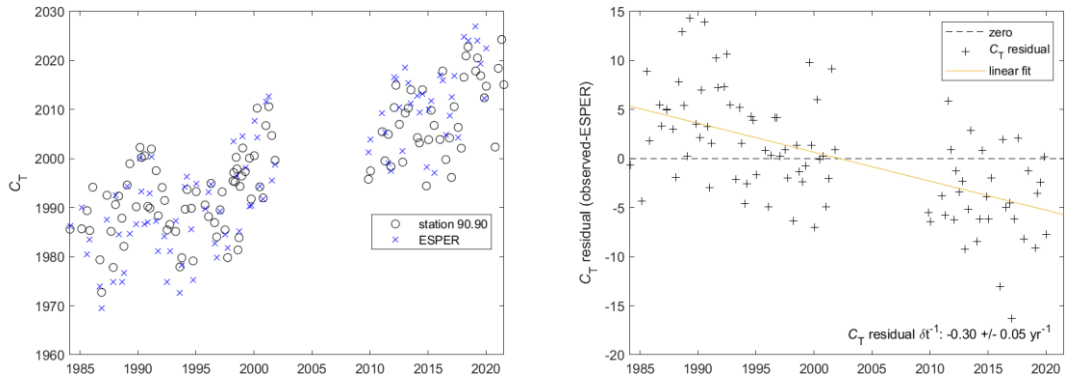 2030
2020
2010
2000
1990
1980
1970
1960
C_T
station 90.90
ESPER
1985 1990 1995 2000 2005 2010 2015 2020
15
10
5
0
-5
-10
-15
-20
C_T residual (observed-ESPER)
zero
C_T residual
linear fit
C_T residual δt⁻¹: -0.30 +/- 0.05 yr⁻¹
1985 1990 1995 2000 2005 2010 2015 2020